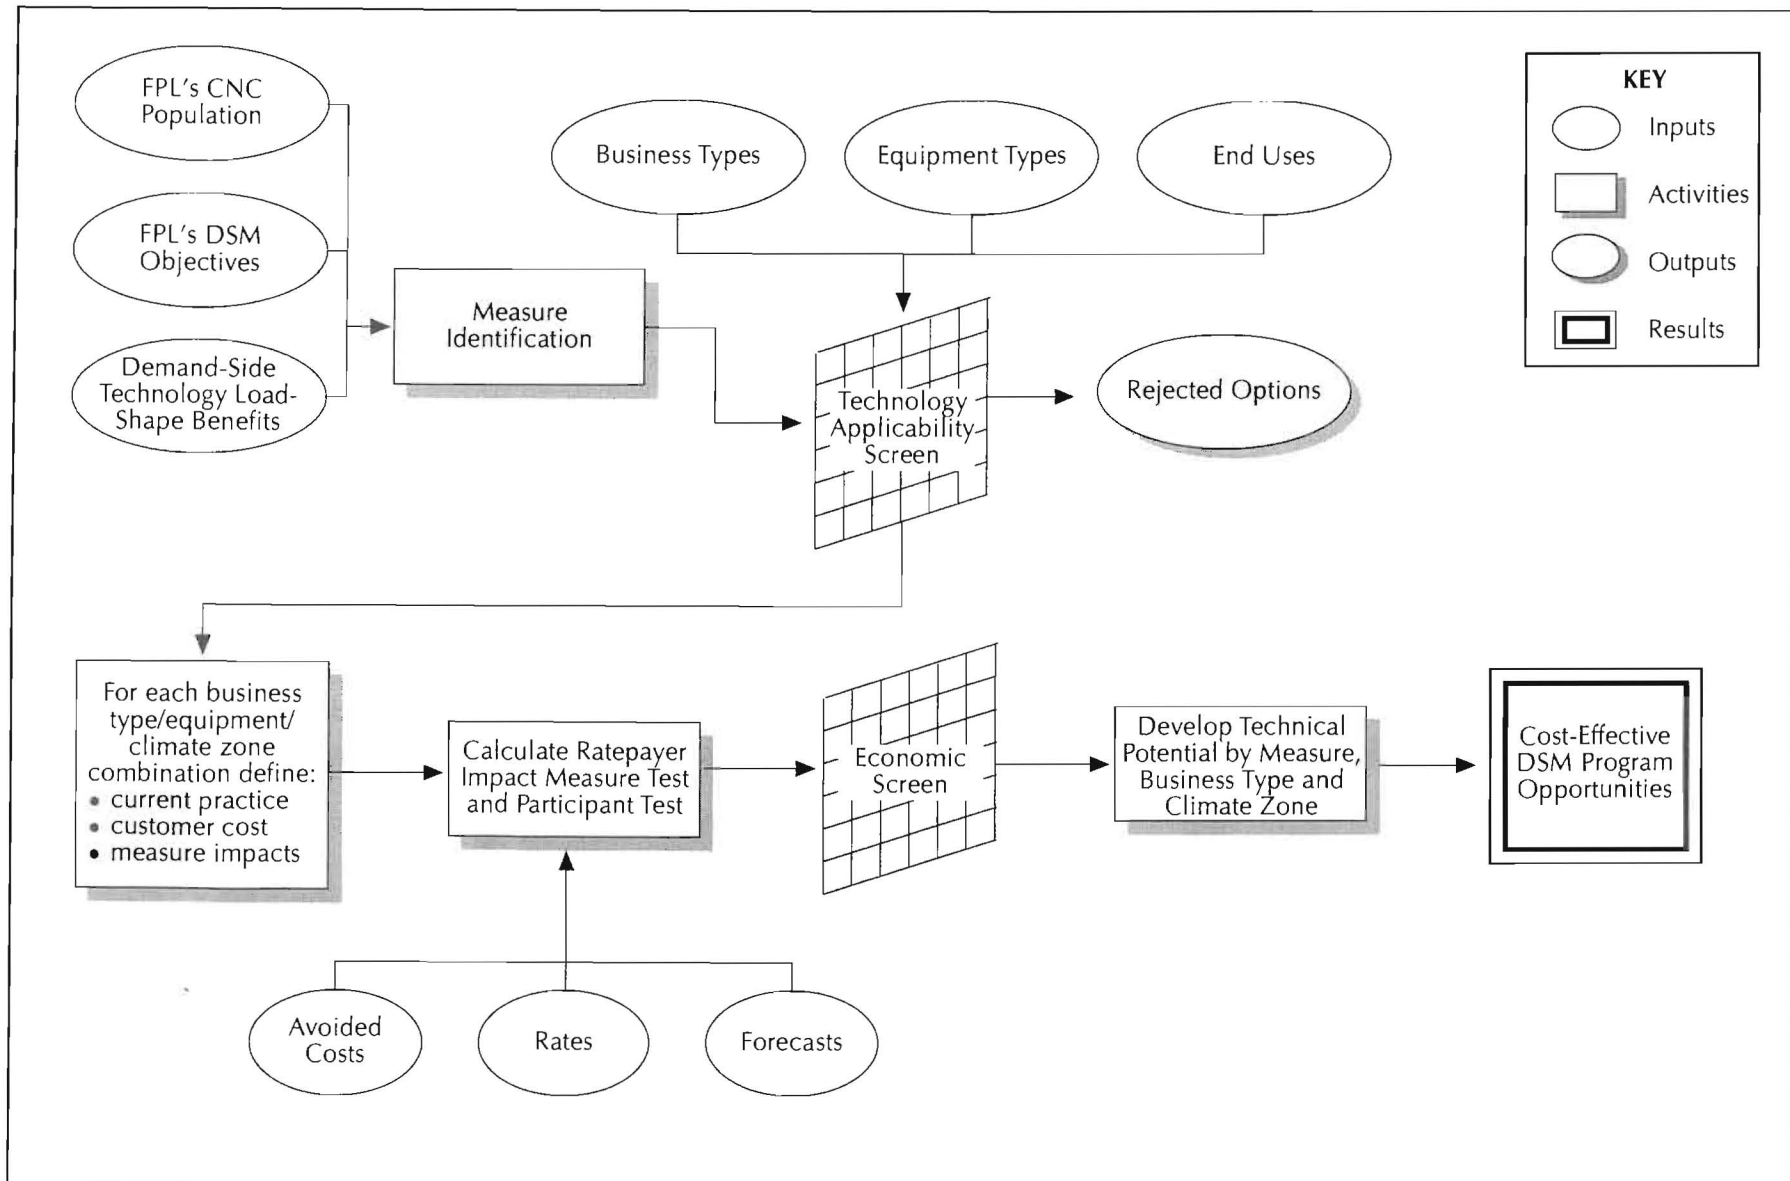 FPL's CNC
Population
FPL's DSM
Objectives
Demand-Side
Technology Load-
Shape Benefits
Measure
Identification
Business Types
Equipment Types
End Uses
Technology
Applicability
Screen
Rejected Options
KEY
Inputs
Activities
Outputs
Results
For each business
type/equipment/
climate zone
combination define:
• current practice
• customer cost
• measure impacts
Calculate Ratepayer
Impact Measure Test
and Participant Test
Economic
Screen
Develop Technical
Potential by Measure,
Business Type and
Climate Zone
Cost-Effective
DSM Program
Opportunities
Avoided
Costs
Rates
Forecasts